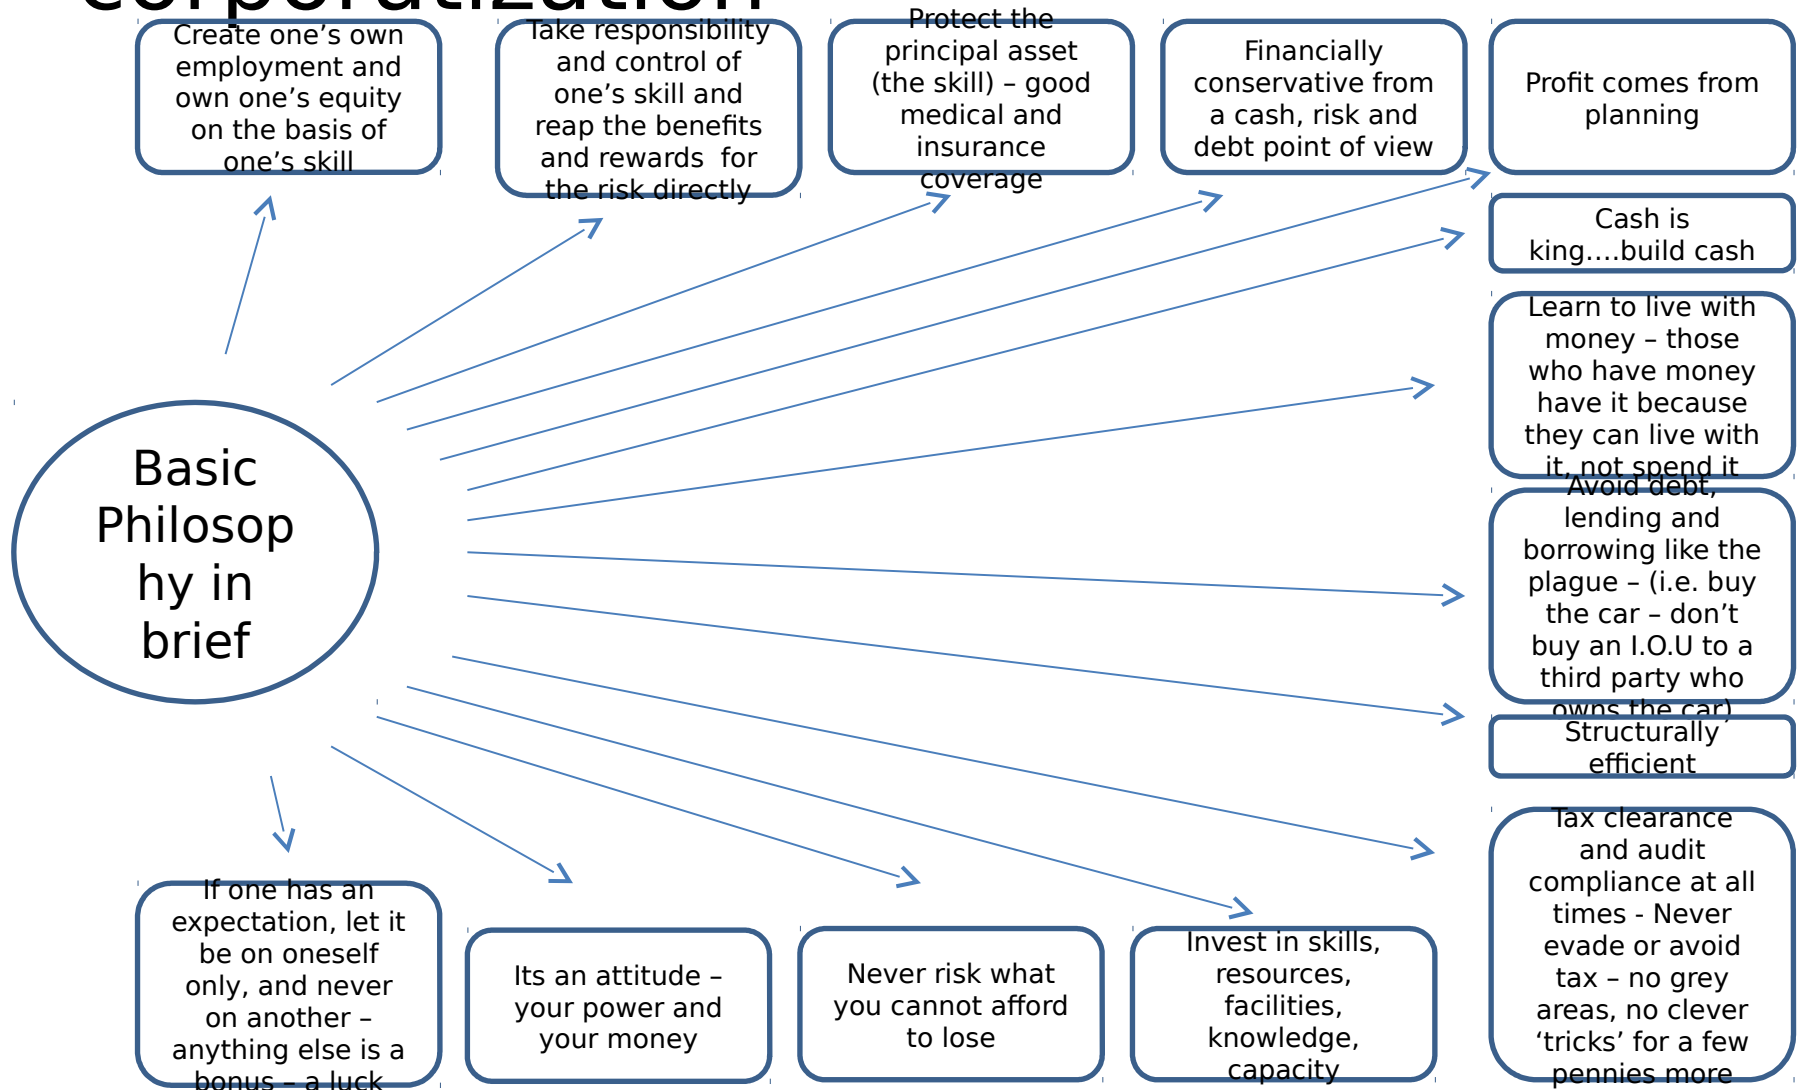 corporatization
Create one’s own
employment and
own one’s equity
on the basis of
one’s skill
Take responsibility
and control of
one’s skill and
reap the benefits
and rewards  for
the risk directly
Protect the
principal asset
(the skill) – good
medical and
insurance
coverage
Financially
conservative from
a cash, risk and
debt point of view
Profit comes from
planning
Cash is
king….build cash
Learn to live with
money – those
who have money
have it because
they can live with
it, not spend it
Avoid debt,
lending and
borrowing like the
plague – (i.e. buy
the car – don’t
buy an I.O.U to a
third party who
owns the car)
Structurally
efficient
Tax clearance
and audit
compliance at all
times - Never
evade or avoid
tax – no grey
areas, no clever
‘tricks’ for a few
pennies more
Basic
Philosop
hy in
brief
If one has an
expectation, let it
be on oneself
only, and never
on another –
anything else is a
bonus – a luck
Its an attitude –
your power and
your money
Never risk what
you cannot afford
to lose
Invest in skills,
resources,
facilities,
knowledge,
capacity